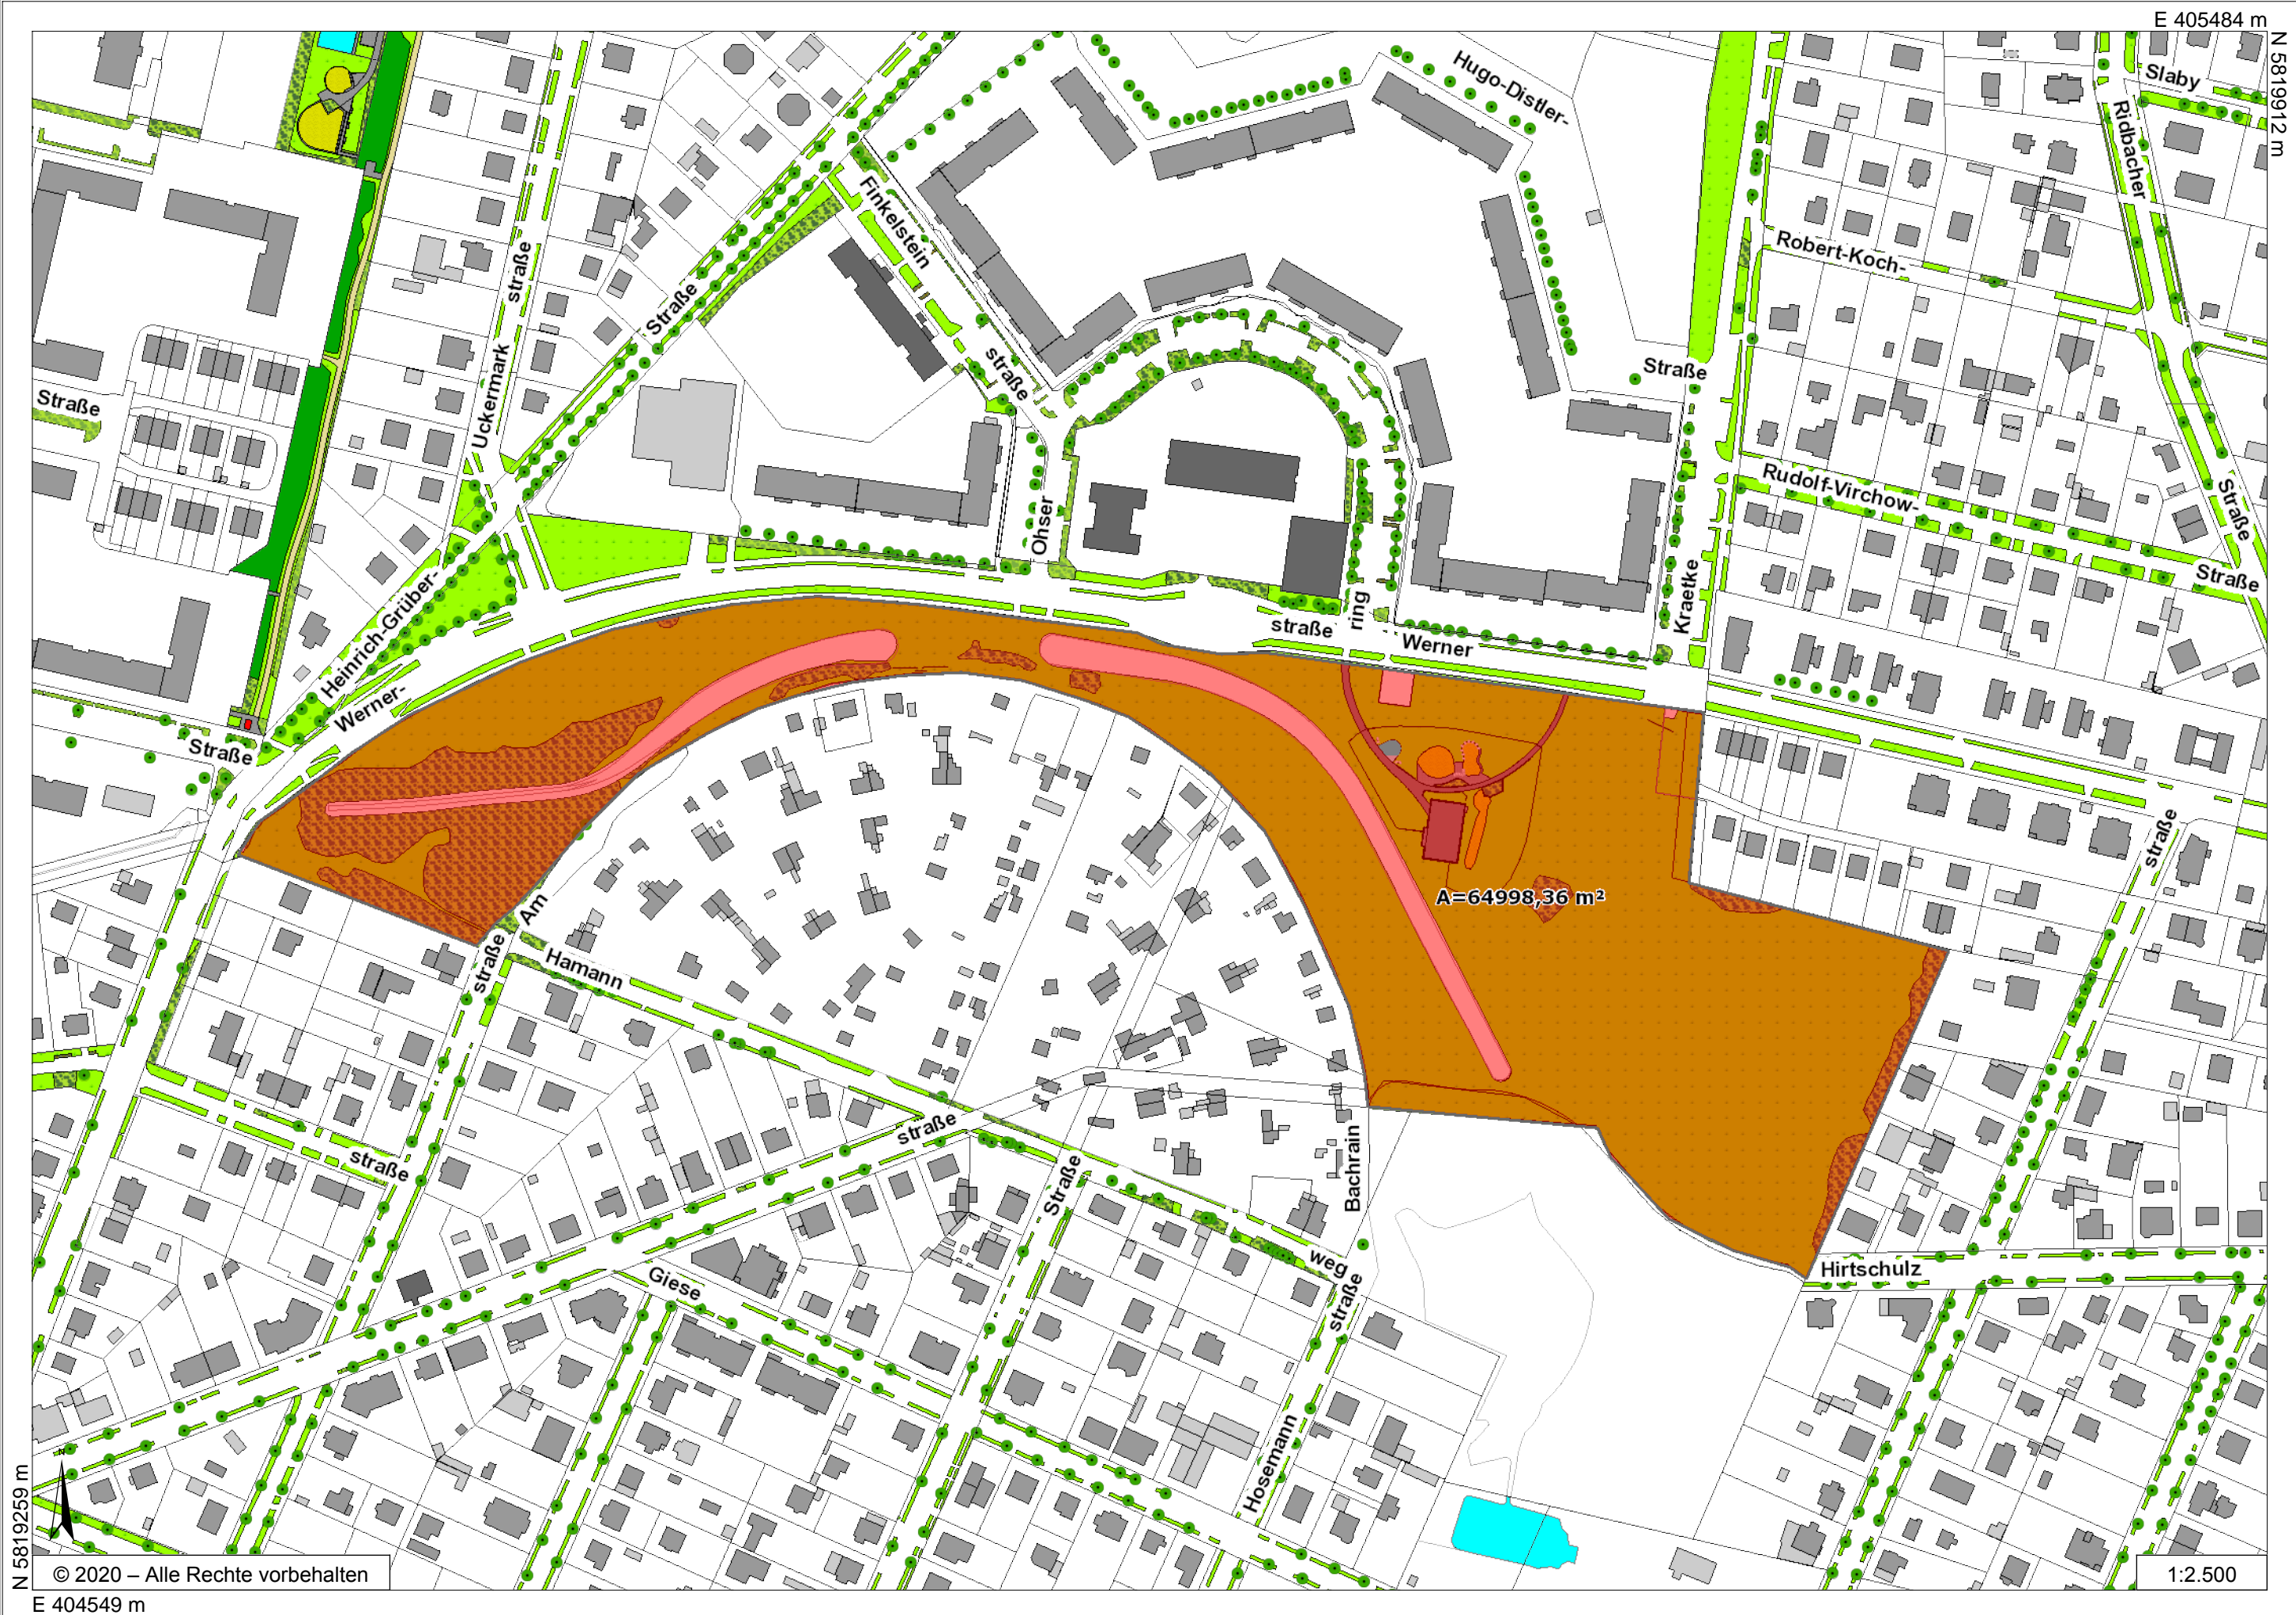 E 405484 m
N 5819912 m
Hugo-Distler-
Slaby
Ridbacher
Finkelstein
straße
Robert-Koch-
Straße
Uckermark
straße
Straße
Straße
Rudolf-Virchow-
Straße
Straße
Ohser
ring
Kraetke
Heinrich-Grüber-
straße
Werner
Werner-
Straße
straße
A=64998,36 m²
Am
straße
Hamann
straße
straße
Straße
Bachrain
weg
straße
Hirtschulz
Giese
Hosemann
N
N 5819259 m
© 2020 – Alle Rechte vorbehalten
1:2.500
E 404549 m